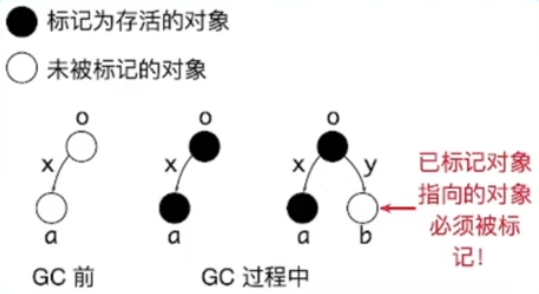 标记为存活的对象
未被标记的对象
o o o
x x x y
已标记对象
指向的对象
必须被标
记！
a a a b
GC 前 GC 过程中